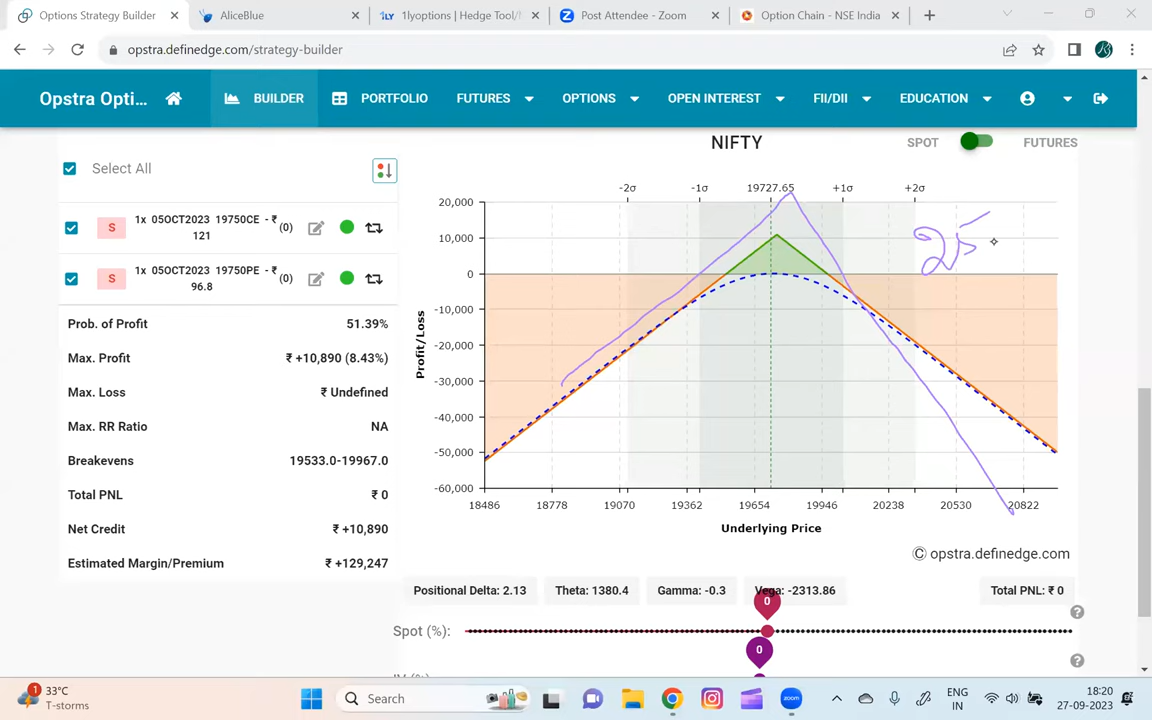 Options Strategy Builder
AliceBlue
1lyoptions | Hedge Tool/
Post Attendee - Zoom
Option Chain - NSE India
opstra.definedge.com/strategy-builder
Opstra Opti...
BUILDER
PORTFOLIO
FUTURES
OPTIONS
OPEN INTEREST
FII/DII
EDUCATION
NIFTY
SPOT
FUTURES
Select All
S
1x 05OCT2023 19750CE - ₹
121
(0)
S
1x 05OCT2023 19750PE - ₹
96.8
(0)
Prob. of Profit 51.39%
Max. Profit ₹ +10,890 (8.43%)
Max. Loss ₹ Undefined
Max. RR Ratio NA
Breakevens 19533.0-19967.0
Total PNL ₹ 0
Net Credit ₹ +10,890
Estimated Margin/Premium ₹ +129,247
-2σ -1σ 19727.65 +1σ +2σ
20,000
10,000
0
-10,000
-20,000
-30,000
-40,000
-50,000
-60,000
Profit/Loss
18486 18778 19070 19362 19654 19946 20238 20530 20822
Underlying Price
© opstra.definedge.com
Positional Delta: 2.13
Theta: 1380.4
Gamma: -0.3
Vega: -2313.86
Total PNL: ₹ 0
0
Spot (%):
0
1
33°C
T-storms
Search
zoom
ENG
IN
18:20
27-09-2023